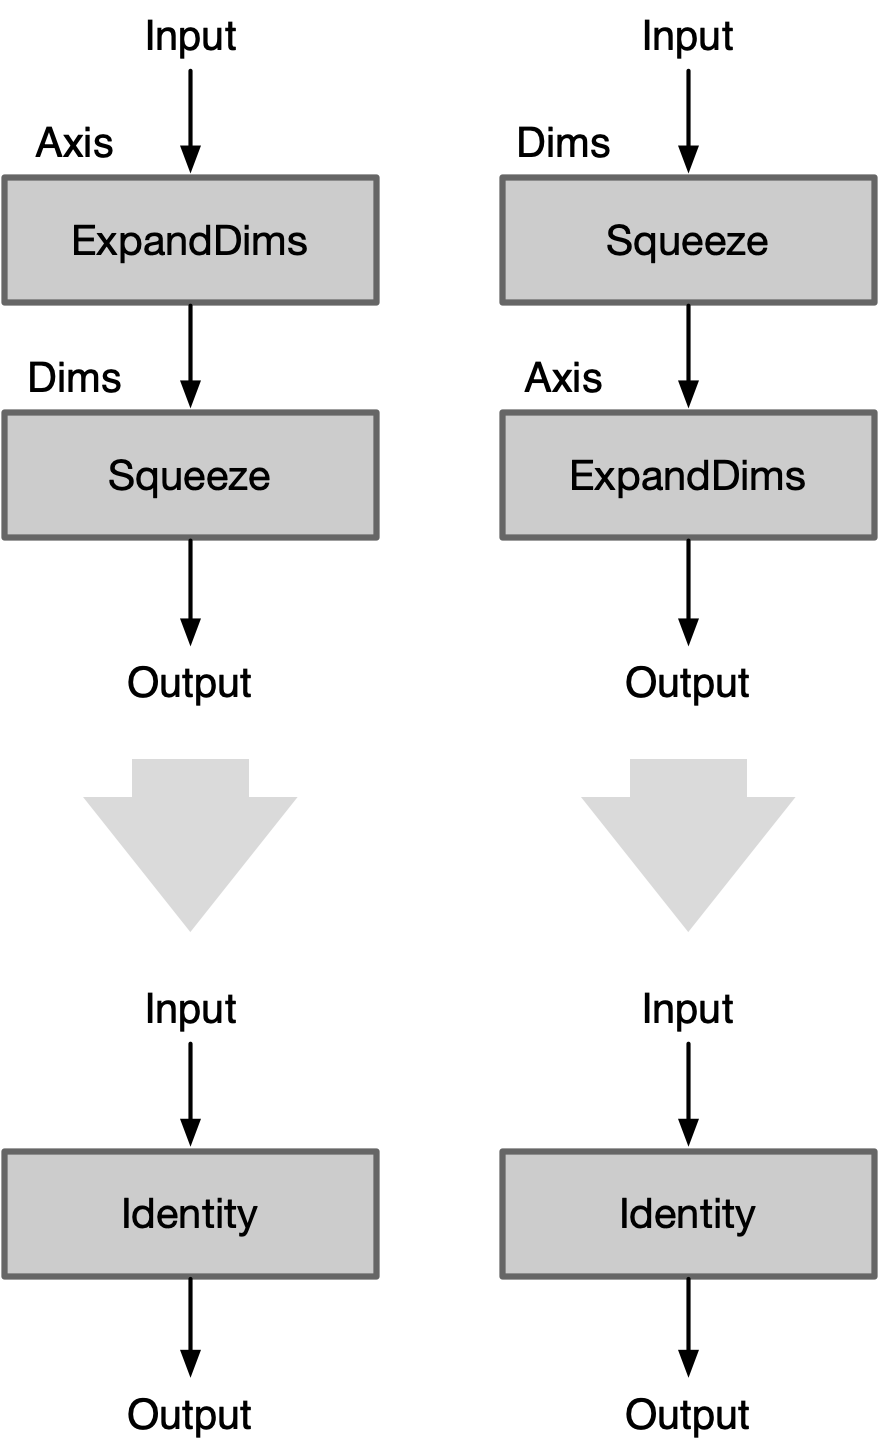 Input
Axis
ExpandDims
Dims
Squeeze
Output
Input
Identity
Output
Input
Dims
Squeeze
Axis
ExpandDims
Output
Input
Identity
Output